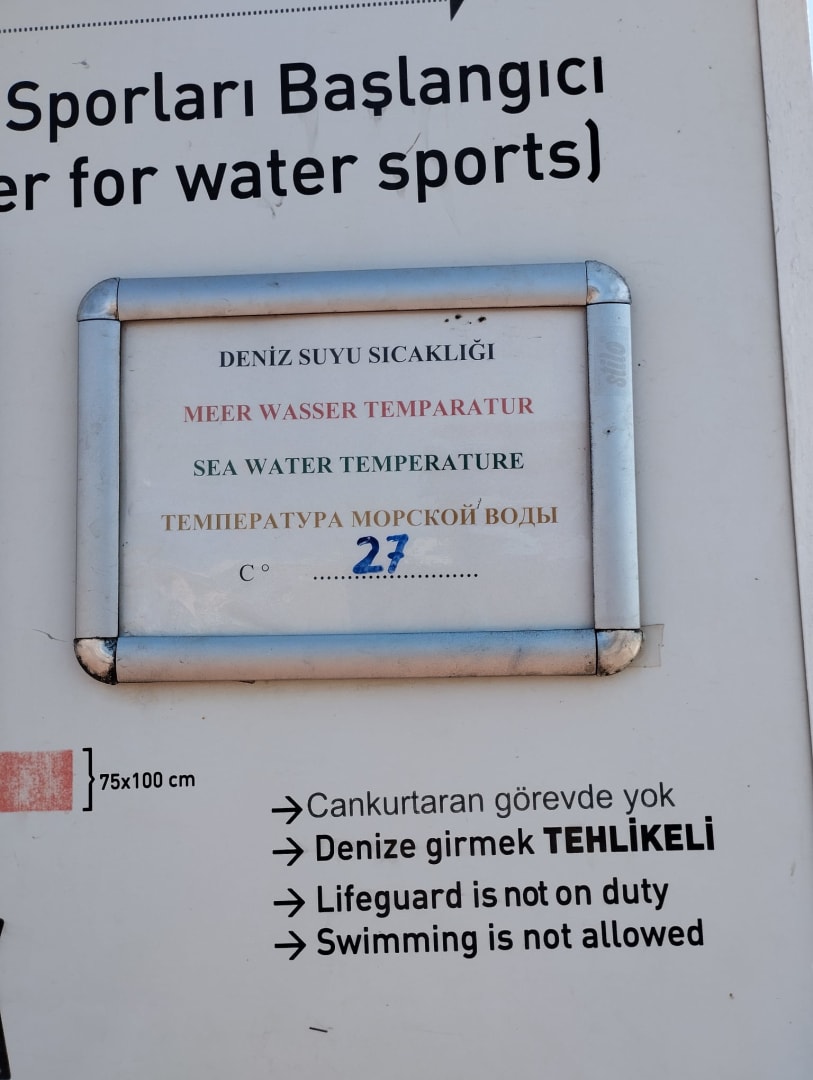 Sporları Başlangıcı
er for water sports)
DENİZ SUYU SICAKLIĞI
MEER WASSER TEMPARATUR
SEA WATER TEMPERATURE
ТЕМПЕРАТУРА МОРСКОЙ ВОДЫ
C° 27
stilo
75x100 cm
→Cankurtaran görevde yok
→ Denize girmek TEHLİKELİ
→ Lifeguard is not on duty
→ Swimming is not allowed